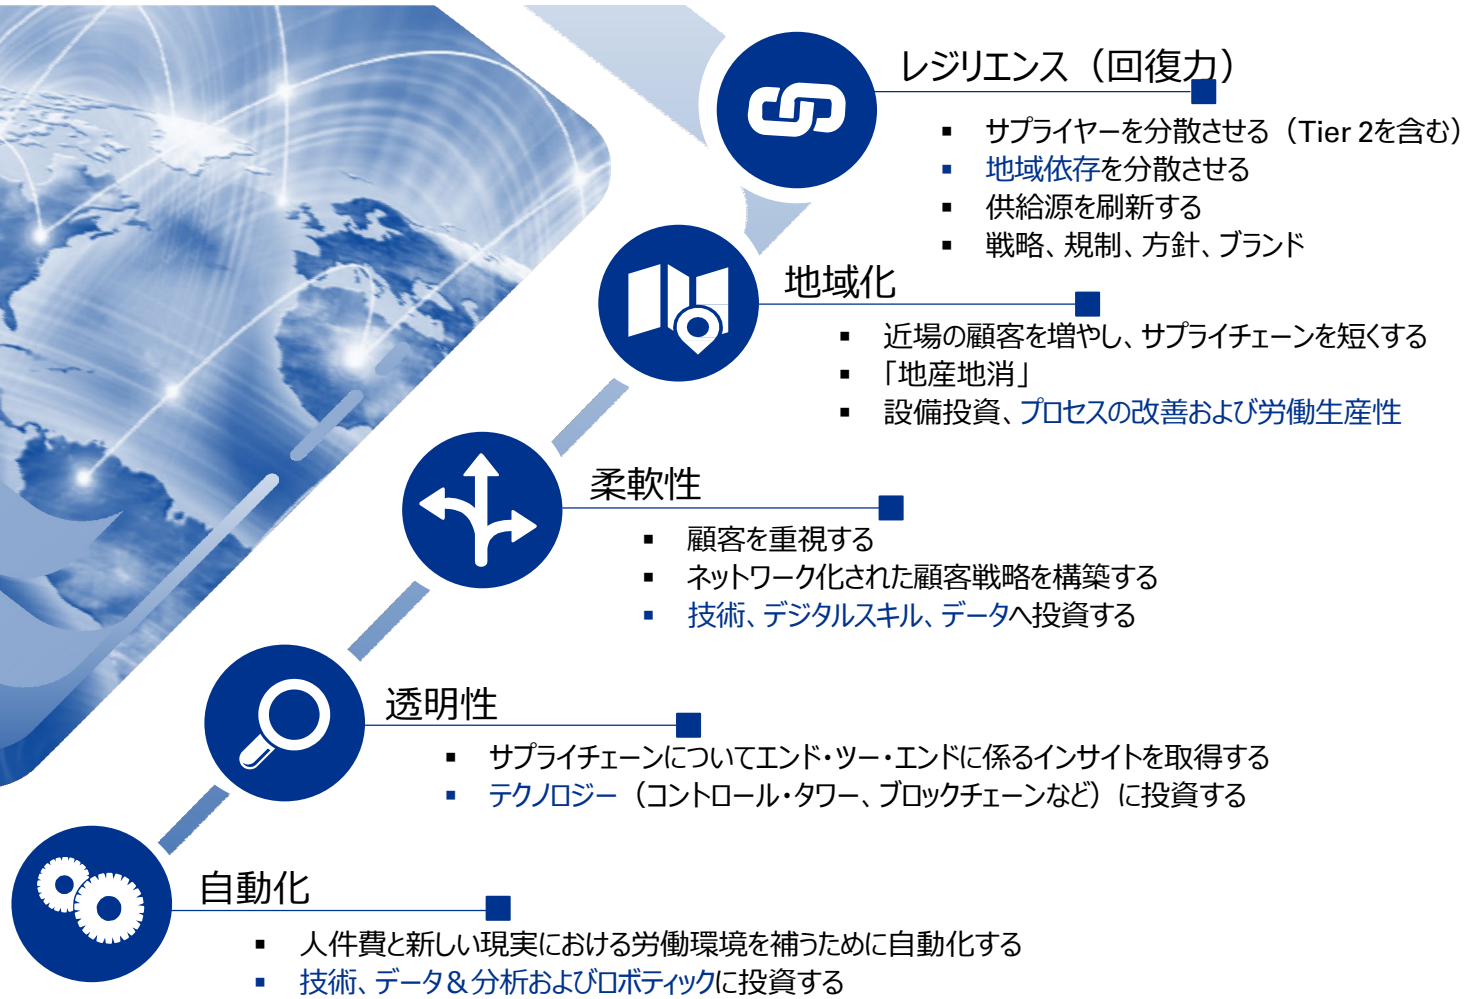 レジリエンス（回復力）
▪ サプライヤーを分散させる（Tier 2を含む）
▪ 地域依存を分散させる
▪ 供給源を刷新する
▪ 戦略、規制、方針、ブランド
地域化
▪ 近場の顧客を増やし、サプライチェーンを短くする
▪ 「地産地消」
▪ 設備投資、プロセスの改善および労働生産性
柔軟性
▪ 顧客を重視する
▪ ネットワーク化された顧客戦略を構築する
▪ 技術、デジタルスキル、データへ投資する
透明性
▪ サプライチェーンについてエンド・ツー・エンドに係るインサイトを取得する
▪ テクノロジー（コントロール・タワー、ブロックチェーンなど）に投資する
自動化
▪ 人件費と新しい現実における労働環境を補うために自動化する
▪ 技術、データ＆分析およびロボティックに投資する